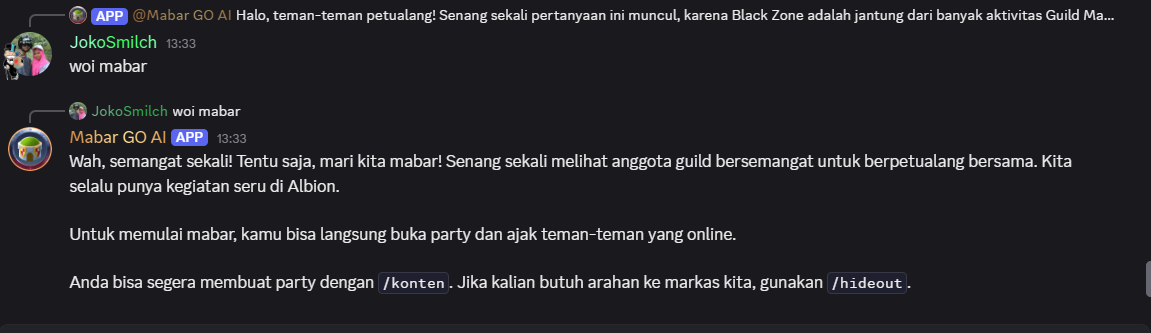 APP @Mabar GO AI Halo, teman-teman petualang! Senang sekali pertanyaan ini muncul, karena Black Zone adalah jantung dari banyak aktivitas Guild Ma...
JokoSmilch 13:33
woi mabar
JokoSmilch woi mabar
Mabar GO AI APP 13:33
Wah, semangat sekali! Tentu saja, mari kita mabar! Senang sekali melihat anggota guild bersemangat untuk berpetualang bersama. Kita
selalu punya kegiatan seru di Albion.
Untuk memulai mabar, kamu bisa langsung buka party dan ajak teman-teman yang online.
Anda bisa segera membuat party dengan /konten. Jika kalian butuh arahan ke markas kita, gunakan /hideout.